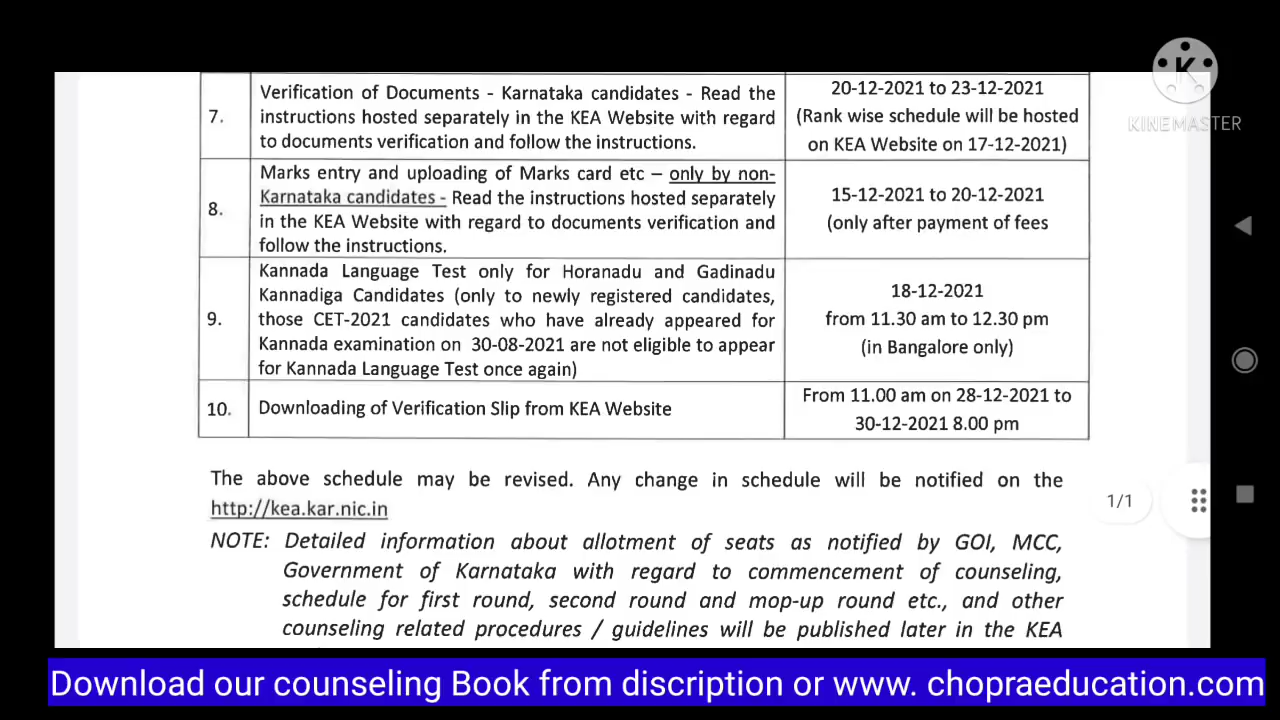 7.
Verification of Documents - Karnataka candidates - Read the
instructions hosted separately in the KEA Website with regard
to documents verification and follow the instructions.
20-12-2021 to 23-12-2021
(Rank wise schedule will be hosted
on KEA Website on 17-12-2021)
8.
Marks entry and uploading of Marks card etc – only by non-
Karnataka candidates - Read the instructions hosted separately
in the KEA Website with regard to documents verification and
follow the instructions.
15-12-2021 to 20-12-2021
(only after payment of fees
9.
Kannada Language Test only for Horanadu and Gadinadu
Kannadiga Candidates (only to newly registered candidates,
those CET-2021 candidates who have already appeared for
Kannada examination on 30-08-2021 are not eligible to appear
for Kannada Language Test once again)
18-12-2021
from 11.30 am to 12.30 pm
(in Bangalore only)
10.
Downloading of Verification Slip from KEA Website
From 11.00 am on 28-12-2021 to
30-12-2021 8.00 pm
The above schedule may be revised. Any change in schedule will be notified on the
http://kea.kar.nic.in
NOTE: Detailed information about allotment of seats as notified by GOI, MCC,
Government of Karnataka with regard to commencement of counseling,
schedule for first round, second round and mop-up round etc., and other
counseling related procedures / guidelines will be published later in the KEA
1/1
K
KINEMASTER
Download our counseling Book from discription or www. chopraeducation.com